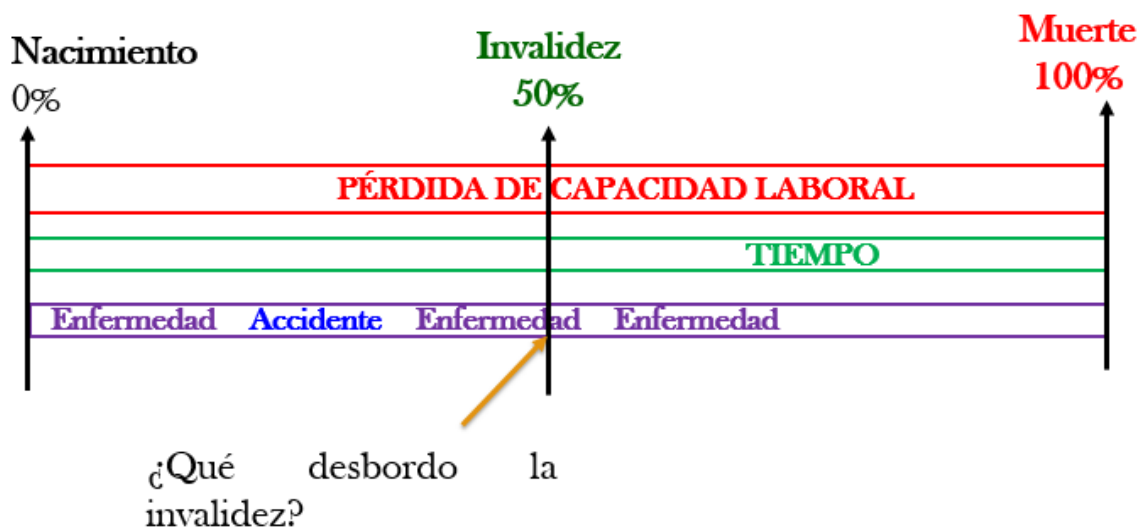 Nacimiento
0%
Invalidez
50%
Muerte
100%
PÉRDIDA DE CAPACIDAD LABORAL
TIEMPO
Enfermedad Accidente Enfermedad Enfermedad
¿Qué desbordo la
invalidez?